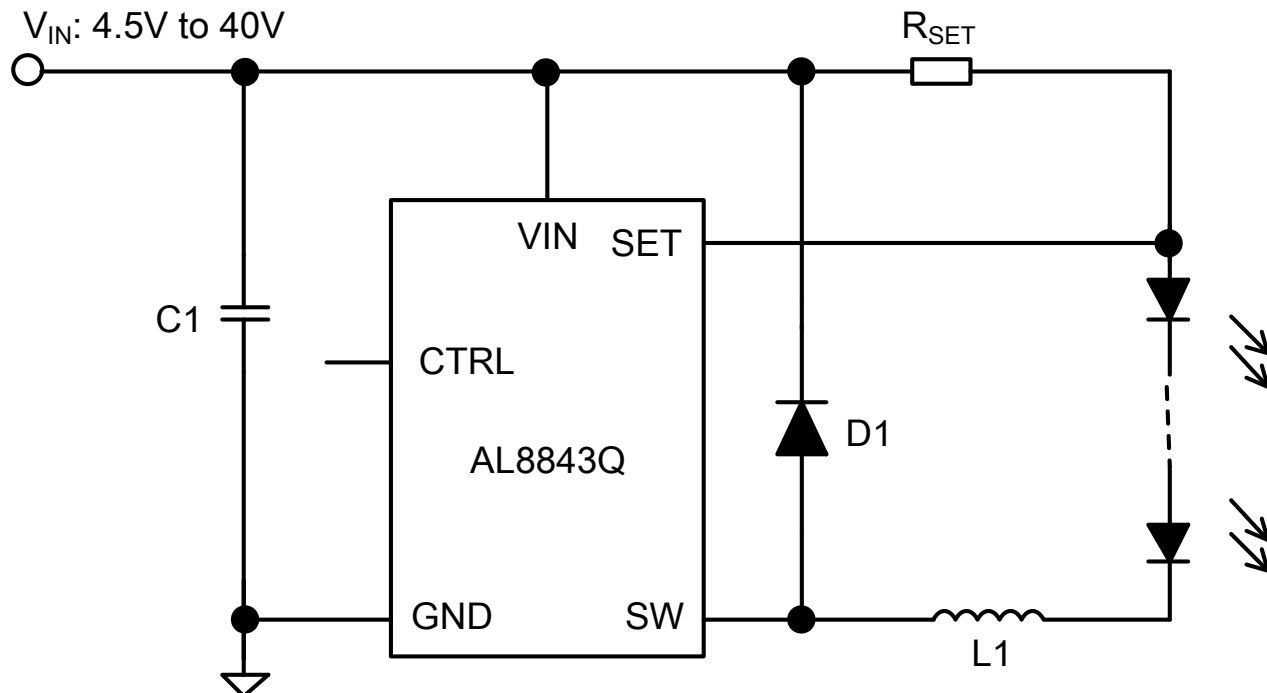 VIN: 4.5V to 40V
RSET
VIN
SET
C1
CTRL
D1
AL8843Q
GND
SW
L1